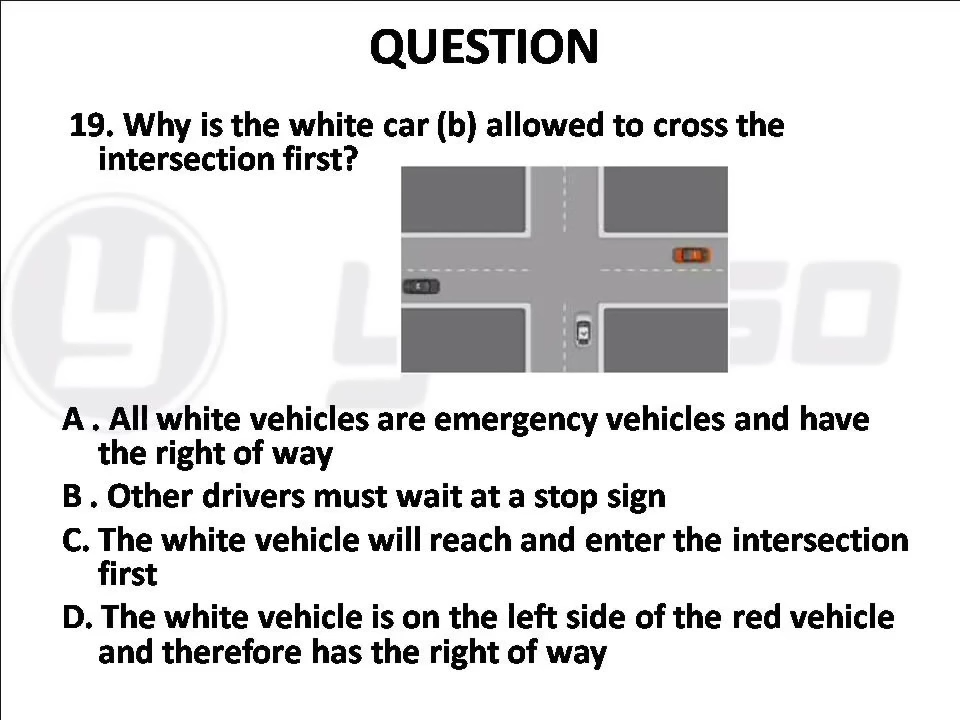 QUESTION
19. Why is the white car (b) allowed to cross the
intersection first?
A . All white vehicles are emergency vehicles and have
the right of way
B . Other drivers must wait at a stop sign
C. The white vehicle will reach and enter the intersection
first
D. The white vehicle is on the left side of the red vehicle
and therefore has the right of way